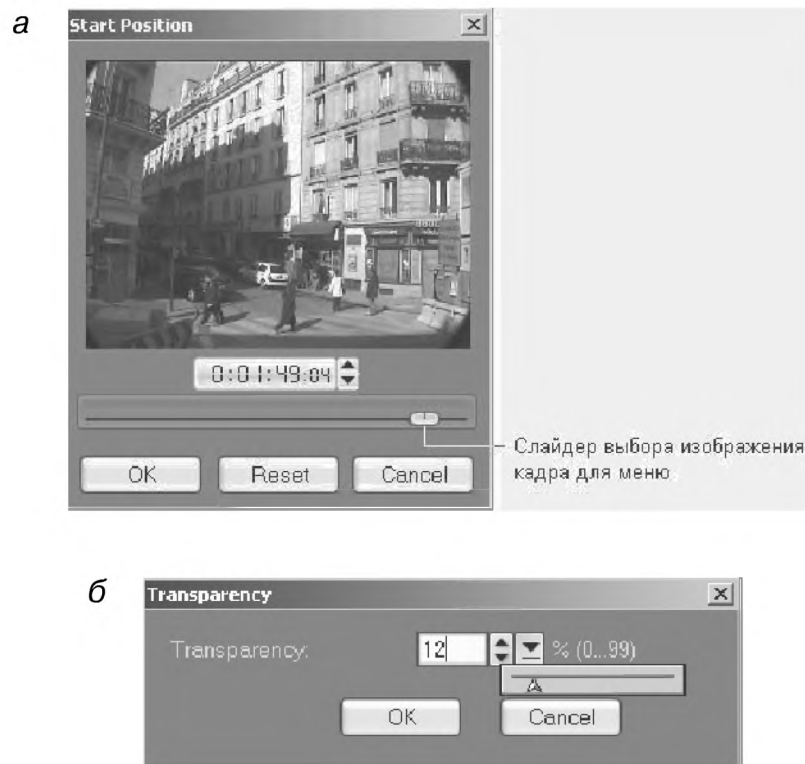 а
Start Position
0:01:49:04
Слайдер выбора изображения
кадра для меню
OK Reset Cancel
б
Transparency
Transparency: 12 % (0...99)
OK Cancel